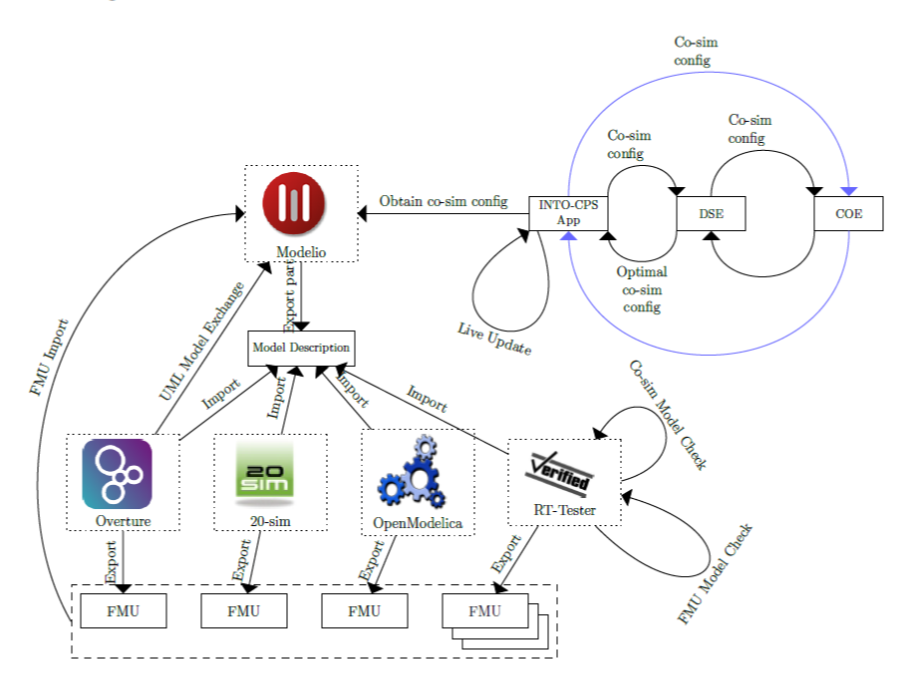 Co-sim
config
Co-sim
config
Co-sim
config
Obtain co-sim config
INTO-CPS
App
DSE
COE
Modelio
Optimal
co-sim
config
Export part
Live Update
UML Model Exchange
FMU Import
Model Description
Import
Import
Import
Import
Co-sim Model Check
20
sim
Verified
Overture
20-sim
OpenModelica
RT-Tester
Export
Export
Export
Export
FMU Model Check
FMU
FMU
FMU
FMU